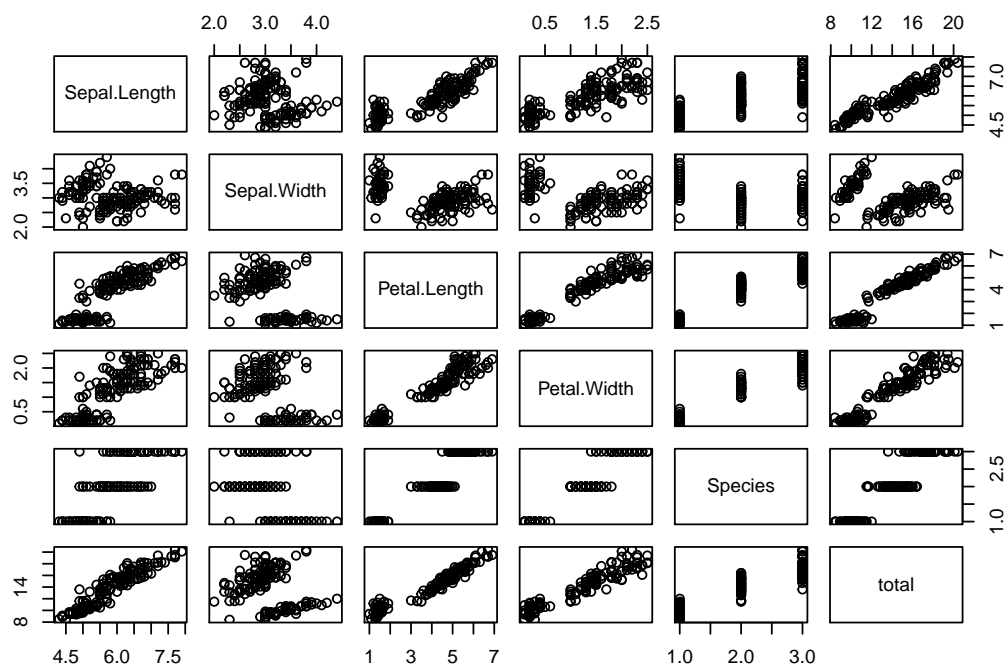 2.0 3.0 4.0
0.5 1.5 2.5
8 10 12 16 20
Sepal.Length
4.5 7.0
2.0 3.5
Sepal.Width
Petal.Length
1 4 7
0.5 2.0
Petal.Width
Species
1.0 2.5
8 14
total
4.5 6.0 7.5
1 3 5 7
1.0 2.0 3.0